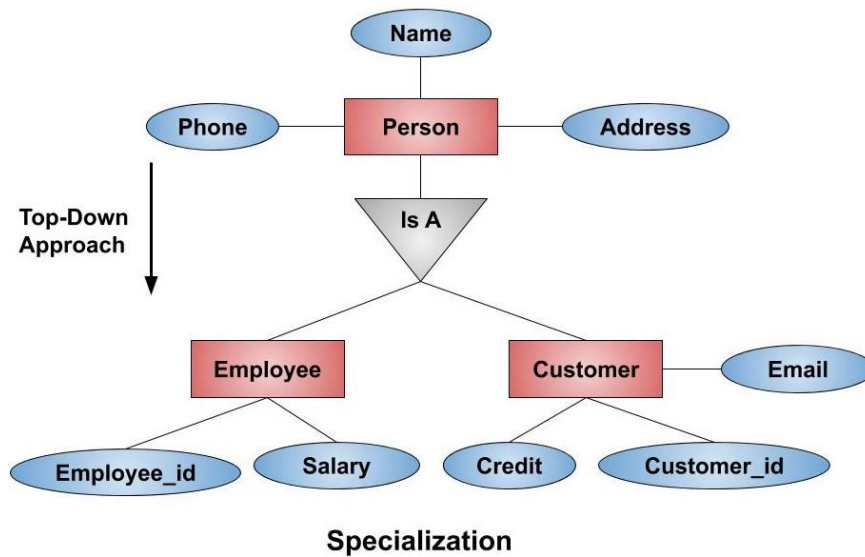 Name
Phone
Person
Address
Top-Down
Approach
Is A
Employee
Customer
Email
Employee_id
Salary
Credit
Customer_id
Specialization